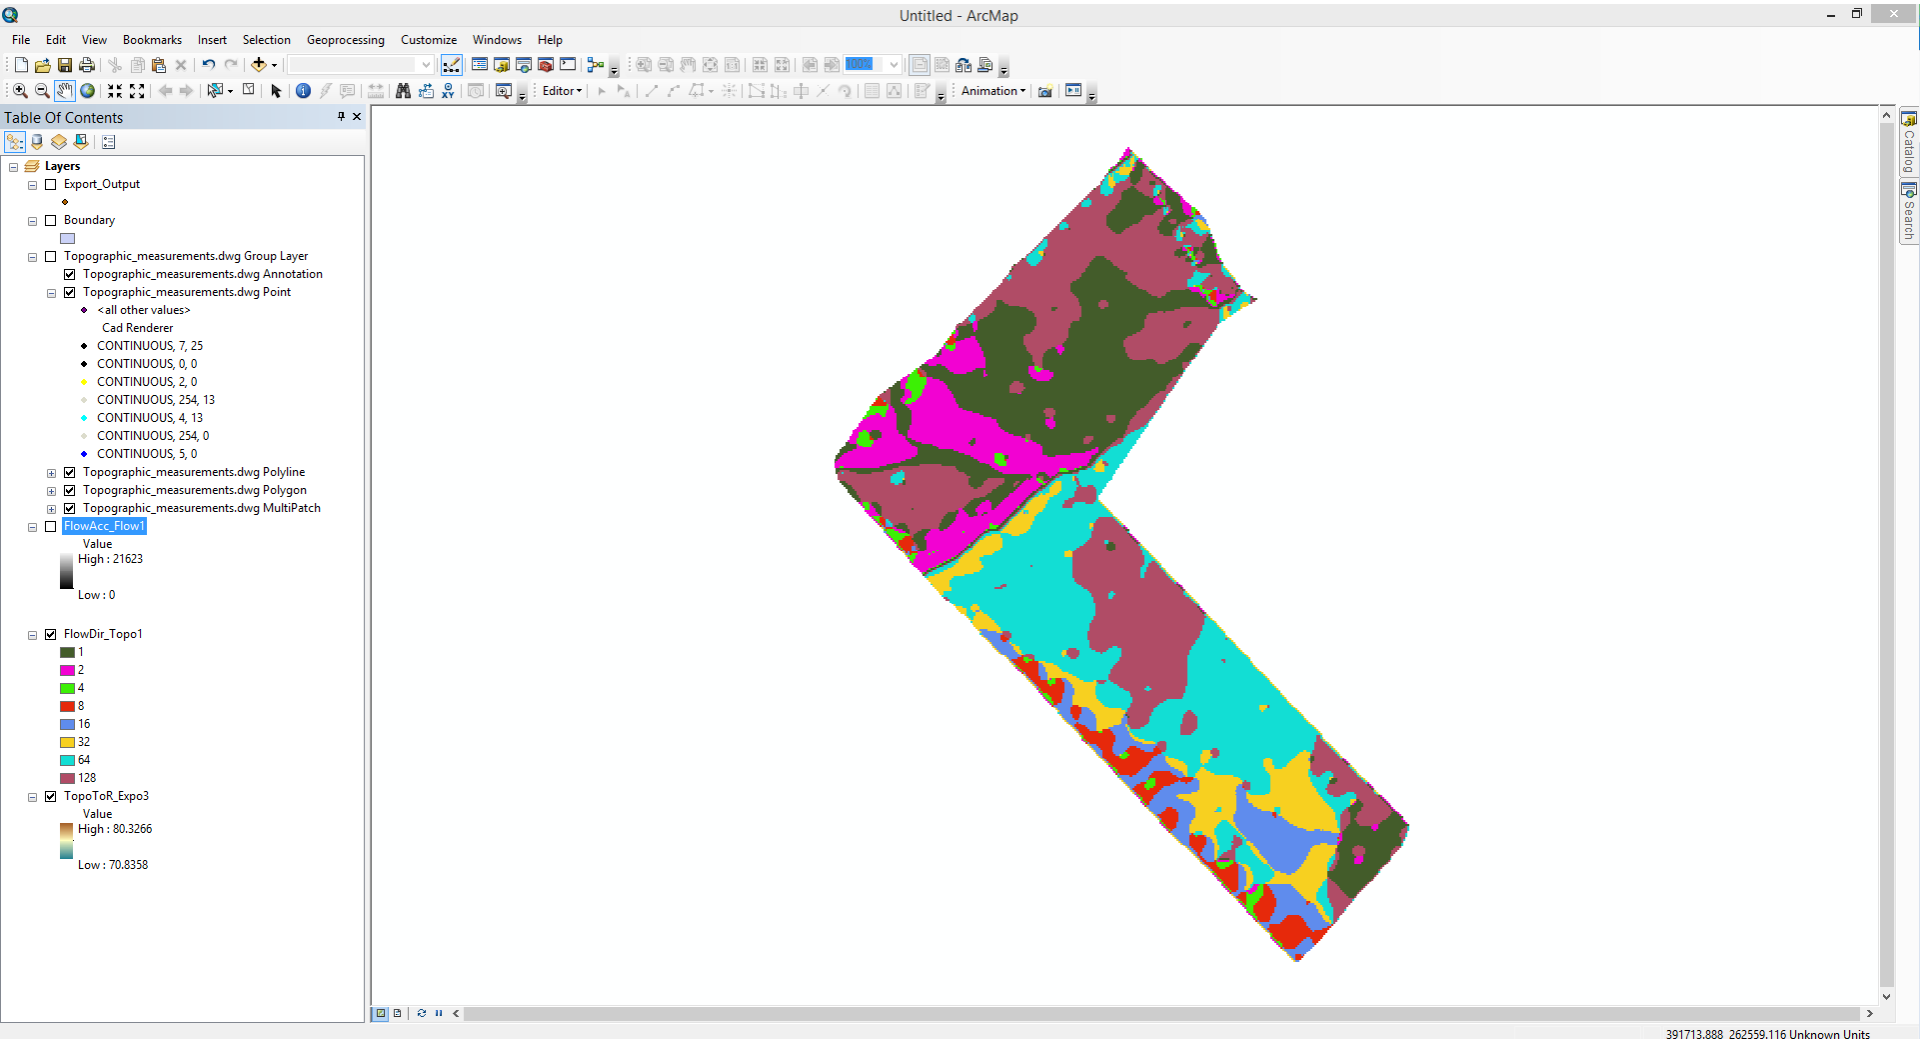 Untitled - ArcMap
File Edit View Bookmarks Insert Selection Geoprocessing Customize Windows Help
100%
Editor
Animation
Table Of Contents
Layers
Export_Output
Boundary
Topographic_measurements.dwg Group Layer
Topographic_measurements.dwg Annotation
Topographic_measurements.dwg Point
<all other values>
Cad Renderer
CONTINUOUS, 7, 25
CONTINUOUS, 0, 0
CONTINUOUS, 2, 0
CONTINUOUS, 254, 13
CONTINUOUS, 4, 13
CONTINUOUS, 254, 0
CONTINUOUS, 5, 0
Topographic_measurements.dwg Polyline
Topographic_measurements.dwg Polygon
Topographic_measurements.dwg MultiPatch
FlowAcc_Flow1
Value
High : 21623
Low : 0
FlowDir_Topo1
1
2
4
8
16
32
64
128
TopoToR_Expo3
Value
High : 80.3266
Low : 70.8358
Catalog
Search
391713.888 262559.116 Unknown Units